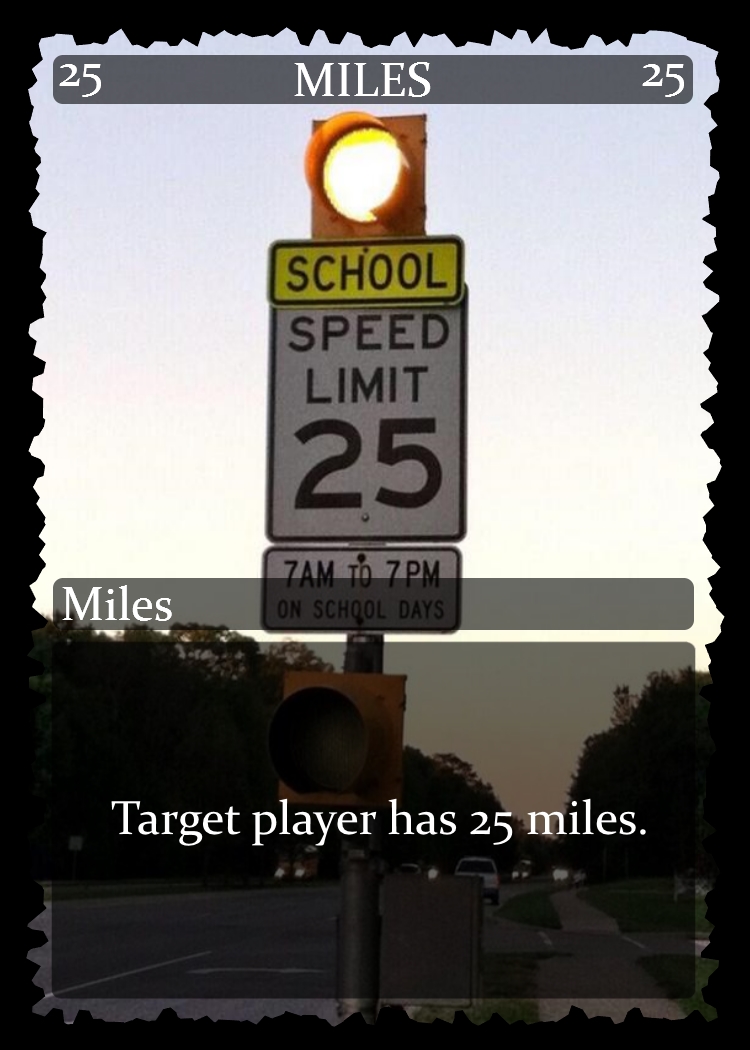 25 MILES 25
SCHOOL
SPEED
LIMIT
25
7AM TO 7PM
ON SCHOOL DAYS
Miles
Target player has 25 miles.